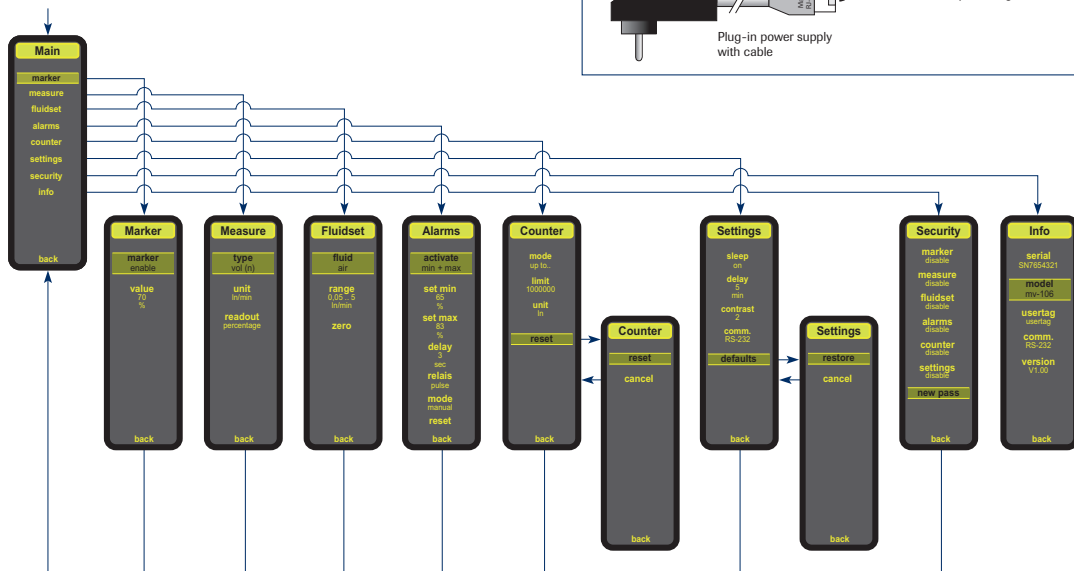 Plug-in power supply
with cable
Main
marker
measure
fluidset
alarms
counter
settings
security
info
back
Marker
marker
enable
value
70
%
back
Measure
type
vol (n)
unit
ln/min
readout
percentage
back
Fluidset
fluid
air
range
0,05 .. 5
ln/min
zero
back
Alarms
activate
min + max
set min
65
%
set max
83
%
delay
3
sec
relais
pulse
mode
manual
reset
back
Counter
mode
up to..
limit
1000000
unit
ln
reset
back
Counter
reset
cancel
back
Settings
sleep
on
delay
5
min
contrast
2
comm.
RS-232
defaults
back
Settings
restore
cancel
back
Security
marker
disable
measure
disable
fluidset
disable
alarms
disable
counter
disable
settings
disable
new pass
back
Info
serial
SN7654321
model
mv-106
usertag
usertag
comm.
RS-232
version
V1.00
back